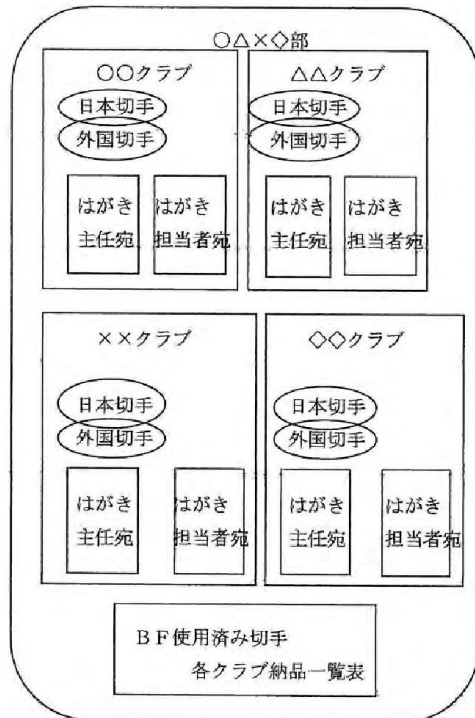 ○△×◇部
○○クラブ
日本切手
外国切手
はがき
主任宛
はがき
担当者宛
△△クラブ
日本切手
外国切手
はがき
主任宛
はがき
担当者宛
××クラブ
日本切手
外国切手
はがき
主任宛
はがき
担当者宛
◇◇クラブ
日本切手
外国切手
はがき
主任宛
はがき
担当者宛
BF使用済み切手
各クラブ納品一覧表